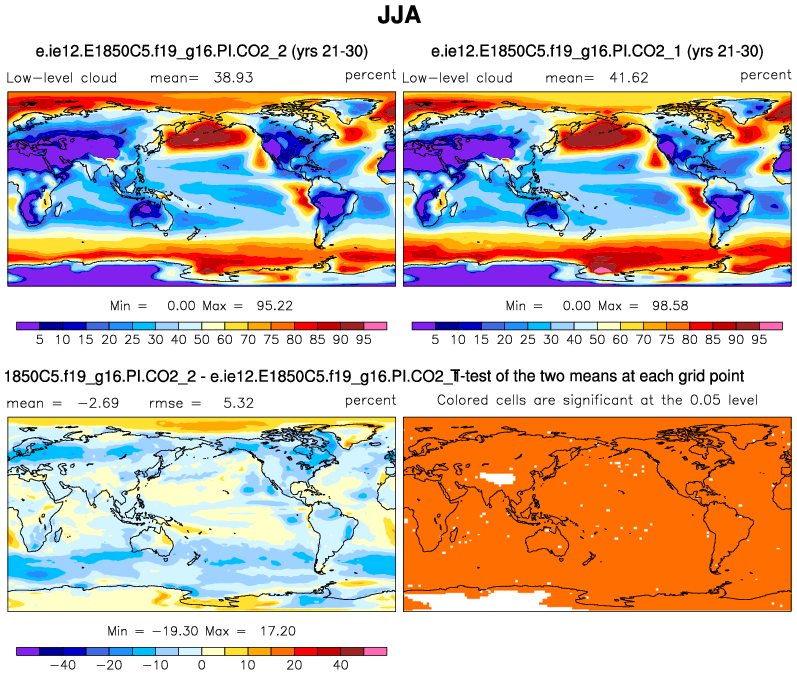 JJA
e.ie12.E1850C5.f19_g16.PI.CO2_2 (yrs 21-30)
e.ie12.E1850C5.f19_g16.PI.CO2_1 (yrs 21-30)
Low-level cloud mean= 38.93 percent
Low-level cloud mean= 41.62 percent
Min = 0.00 Max = 95.22
Min = 0.00 Max = 98.58
5 10 15 20 30 40 50 60 70 80 85 90 95
5 10 15 20 30 40 50 60 70 80 85 90 95
1850C5.f19_g16.PI.CO2_2 - e.ie12.E1850C5.f19_g16.PI.CO2_
T-test of the two means at each grid point
mean = -2.69 rmse = 5.32 percent
Colored cells are significant at the 0.05 level
Min = -19.30 Max = 17.20
-40 -20 -10 0 10 20 40